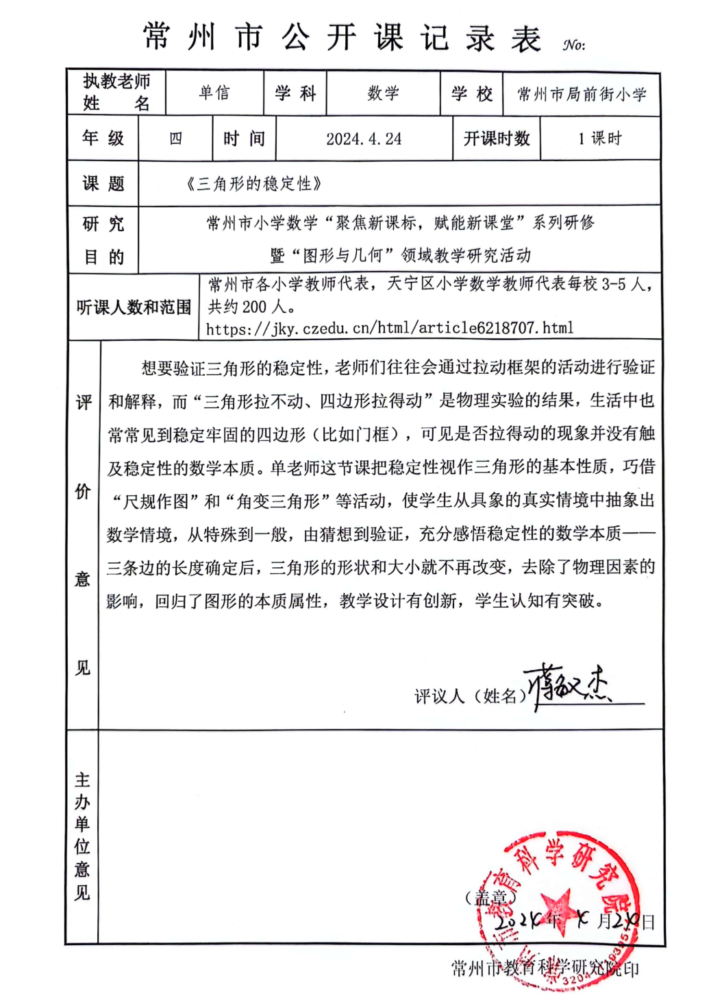 常州市公开课记录表 No:
执教老师姓名 单信 学科 数学 学校 常州市局前街小学
年级 四 时间 2024.4.24 开课时数 1课时
课题 《三角形的稳定性》
研究目的 常州市小学数学“聚焦新课标，赋能新课堂”系列研修
暨“图形与几何”领域教学研究活动
听课人数和范围 常州市各小学教师代表，天宁区小学数学教师代表每校3-5人，
共约200人。
https://jky.czedu.cn/html/article6218707.html
评价意见
想要验证三角形的稳定性，老师们往往会通过拉动框架的活动进行验证
和解释，而“三角形拉不动、四边形拉得动”是物理实验的结果，生活中也
常常见到稳定牢固的四边形（比如门框），可见是否拉得动的现象并没有触
及稳定性的数学本质。单老师这节课把稳定性视作三角形的基本性质，巧借
“尺规作图”和“角变三角形”等活动，使学生从具象的真实情境中抽象出
数学情境，从特殊到一般，由猜想到验证，充分感悟稳定性的数学本质——
三条边的长度确定后，三角形的形状和大小就不再改变，去除了物理因素的
影响，回归了图形的本质属性，教学设计有创新，学生认知有突破。
评议人（姓名）蒋敏杰
主办单位意见
常州市教育科学研究院
（盖章）
2024年4月24日
常州市教育科学研究院印